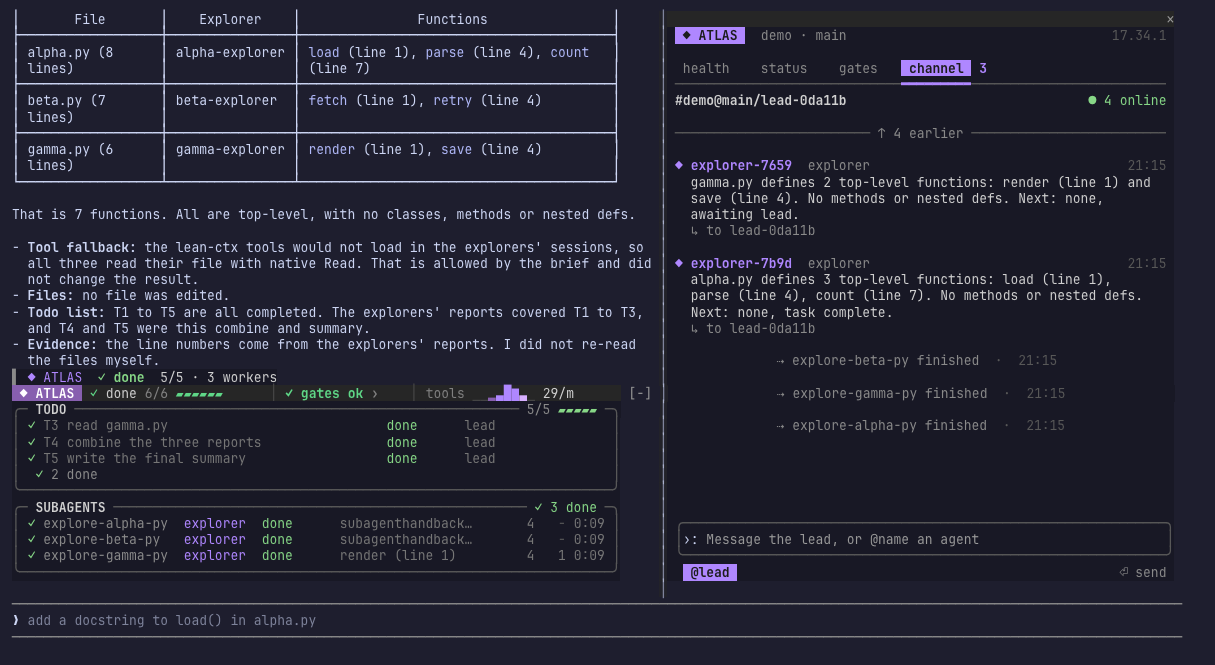 File Explorer Functions
alpha.py (8 alpha-explorer load (line 1), parse (line 4), count
lines) (line 7)
beta.py (7 beta-explorer fetch (line 1), retry (line 4)
lines)
gamma.py (6 gamma-explorer render (line 1), save (line 4)
lines)
That is 7 functions. All are top-level, with no classes, methods or nested defs.
- Tool fallback: the lean-ctx tools would not load in the explorers' sessions, so
all three read their file with native Read. That is allowed by the brief and did
not change the result.
- Files: no file was edited.
- Todo list: T1 to T5 are all completed. The explorers' reports covered T1 to T3,
and T4 and T5 were this combine and summary.
- Evidence: the line numbers come from the explorers' reports. I did not re-read
the files myself.
◆ ATLAS ✓ done 5/5 · 3 workers
◆ ATLAS ✓ done 6/6 ✓ gates ok › tools 29/m [-]
TODO 5/5
✓ T3 read gamma.py done lead
✓ T4 combine the three reports done lead
✓ T5 write the final summary done lead
✓ 2 done
SUBAGENTS ✓ 3 done
✓ explore-alpha-py explorer done subagenthandback… 4 - 0:09
✓ explore-beta-py explorer done subagenthandback… 4 - 0:09
✓ explore-gamma-py explorer done render (line 1) 4 1 0:09
×
◆ ATLAS demo · main 17.34.1
health status gates channel 3
#demo@main/lead-0da11b ● 4 online
↑ 4 earlier
◆ explorer-7659 explorer 21:15
gamma.py defines 2 top-level functions: render (line 1) and
save (line 4). No methods or nested defs. Next: none,
awaiting lead.
↳ to lead-0da11b
◆ explorer-7b9d explorer 21:15
alpha.py defines 3 top-level functions: load (line 1),
parse (line 4), count (line 7). No methods or nested defs.
Next: none, task complete.
↳ to lead-0da11b
→ explore-beta-py finished · 21:15
→ explore-gamma-py finished · 21:15
→ explore-alpha-py finished · 21:15
›: Message the lead, or @name an agent
@lead ⏎ send
❯ add a docstring to load() in alpha.py